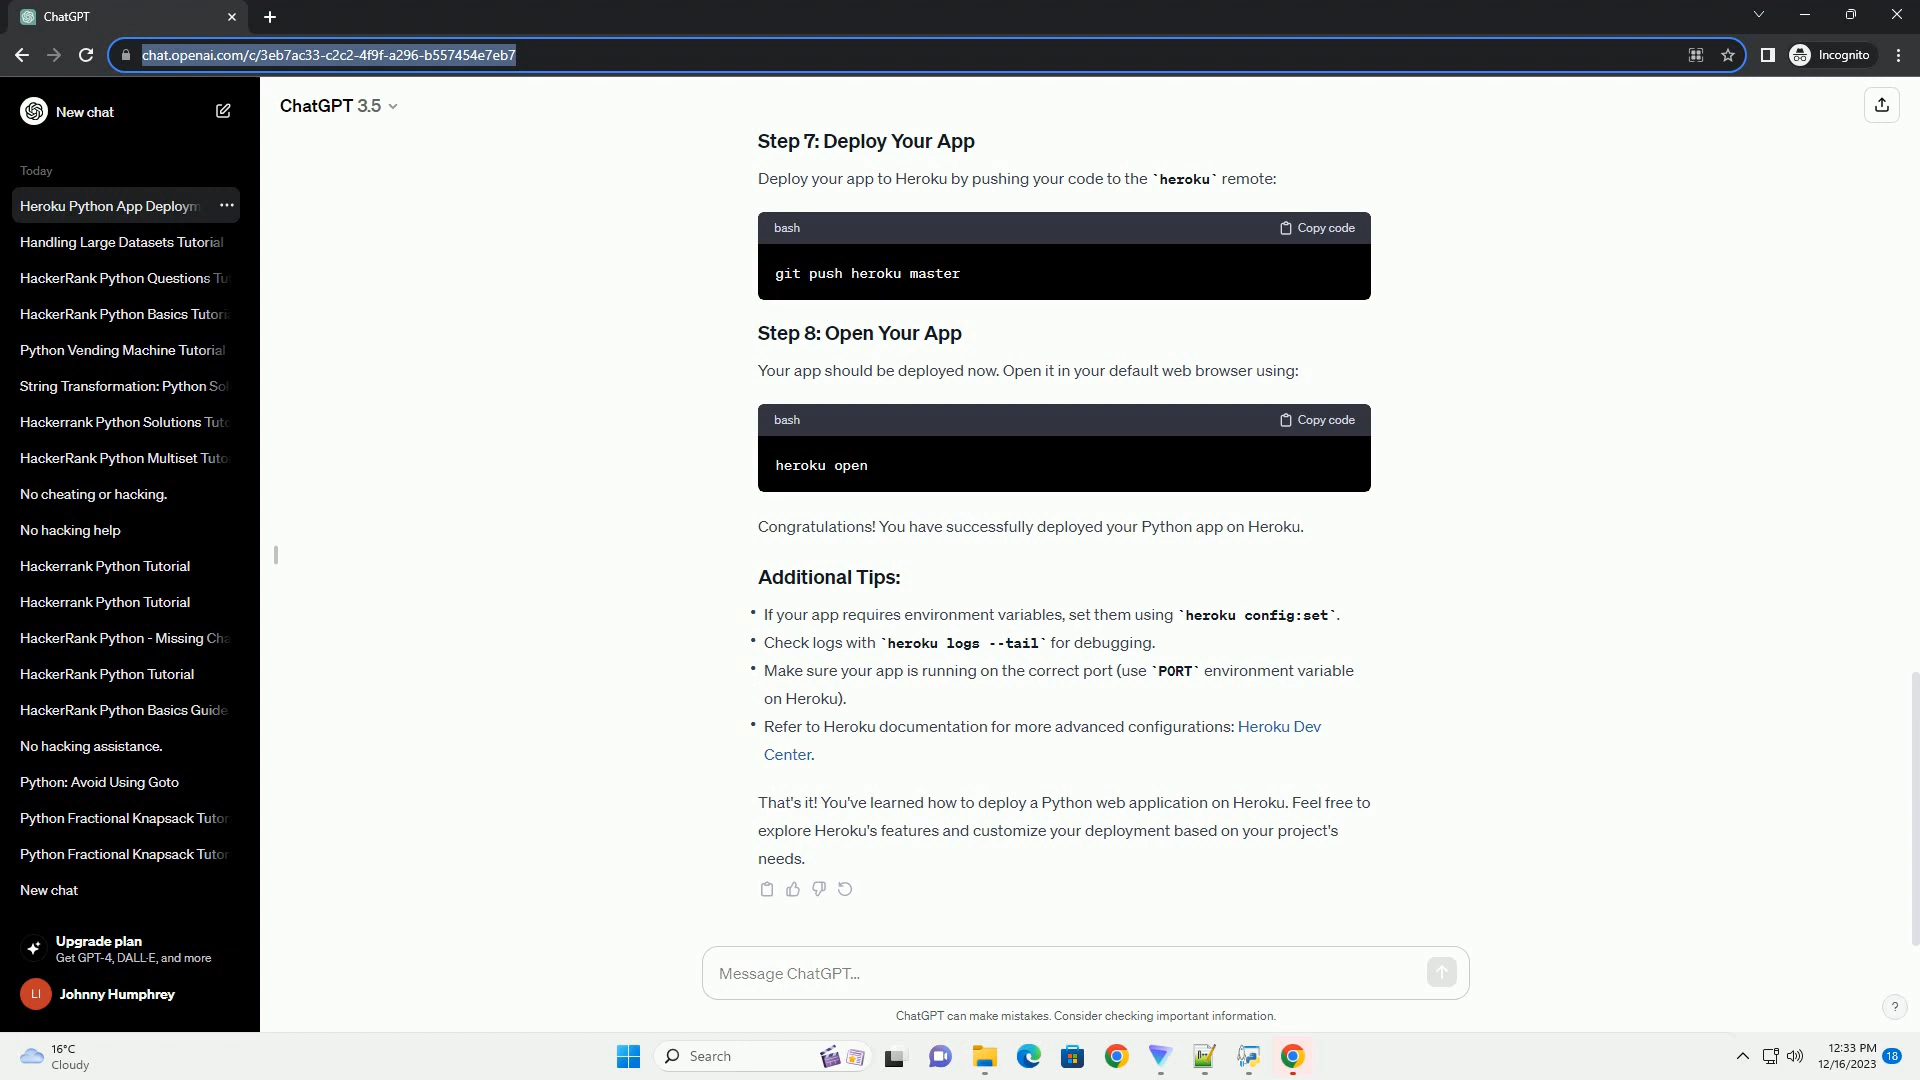 ChatGPT
chat.openai.com/c/3eb7ac33-c2c2-4f9f-a296-b557454e7eb7
Incognito
New chat
Today
Heroku Python App Deploym
Handling Large Datasets Tutorial
HackerRank Python Questions Tu
HackerRank Python Basics Tutoria
Python Vending Machine Tutorial
String Transformation: Python Sol
Hackerrank Python Solutions Tuto
HackerRank Python Multiset Tutor
No cheating or hacking.
No hacking help
Hackerrank Python Tutorial
Hackerrank Python Tutorial
HackerRank Python - Missing Cha
HackerRank Python Tutorial
HackerRank Python Basics Guide
No hacking assistance.
Python: Avoid Using Goto
Python Fractional Knapsack Tutor
Python Fractional Knapsack Tutor
New chat
Upgrade plan
Get GPT-4, DALL·E, and more
LI
Johnny Humphrey
ChatGPT 3.5
Step 7: Deploy Your App
Deploy your app to Heroku by pushing your code to the `heroku` remote:
bash
Copy code
git push heroku master
Step 8: Open Your App
Your app should be deployed now. Open it in your default web browser using:
bash
Copy code
heroku open
Congratulations! You have successfully deployed your Python app on Heroku.
Additional Tips:
• If your app requires environment variables, set them using `heroku config:set`.
• Check logs with `heroku logs --tail` for debugging.
• Make sure your app is running on the correct port (use `PORT` environment variable
on Heroku).
• Refer to Heroku documentation for more advanced configurations: Heroku Dev
Center.
That's it! You've learned how to deploy a Python web application on Heroku. Feel free to
explore Heroku's features and customize your deployment based on your project's
needs.
Message ChatGPT...
ChatGPT can make mistakes. Consider checking important information.
?
16°C
Cloudy
Search
12:33 PM
12/16/2023
18